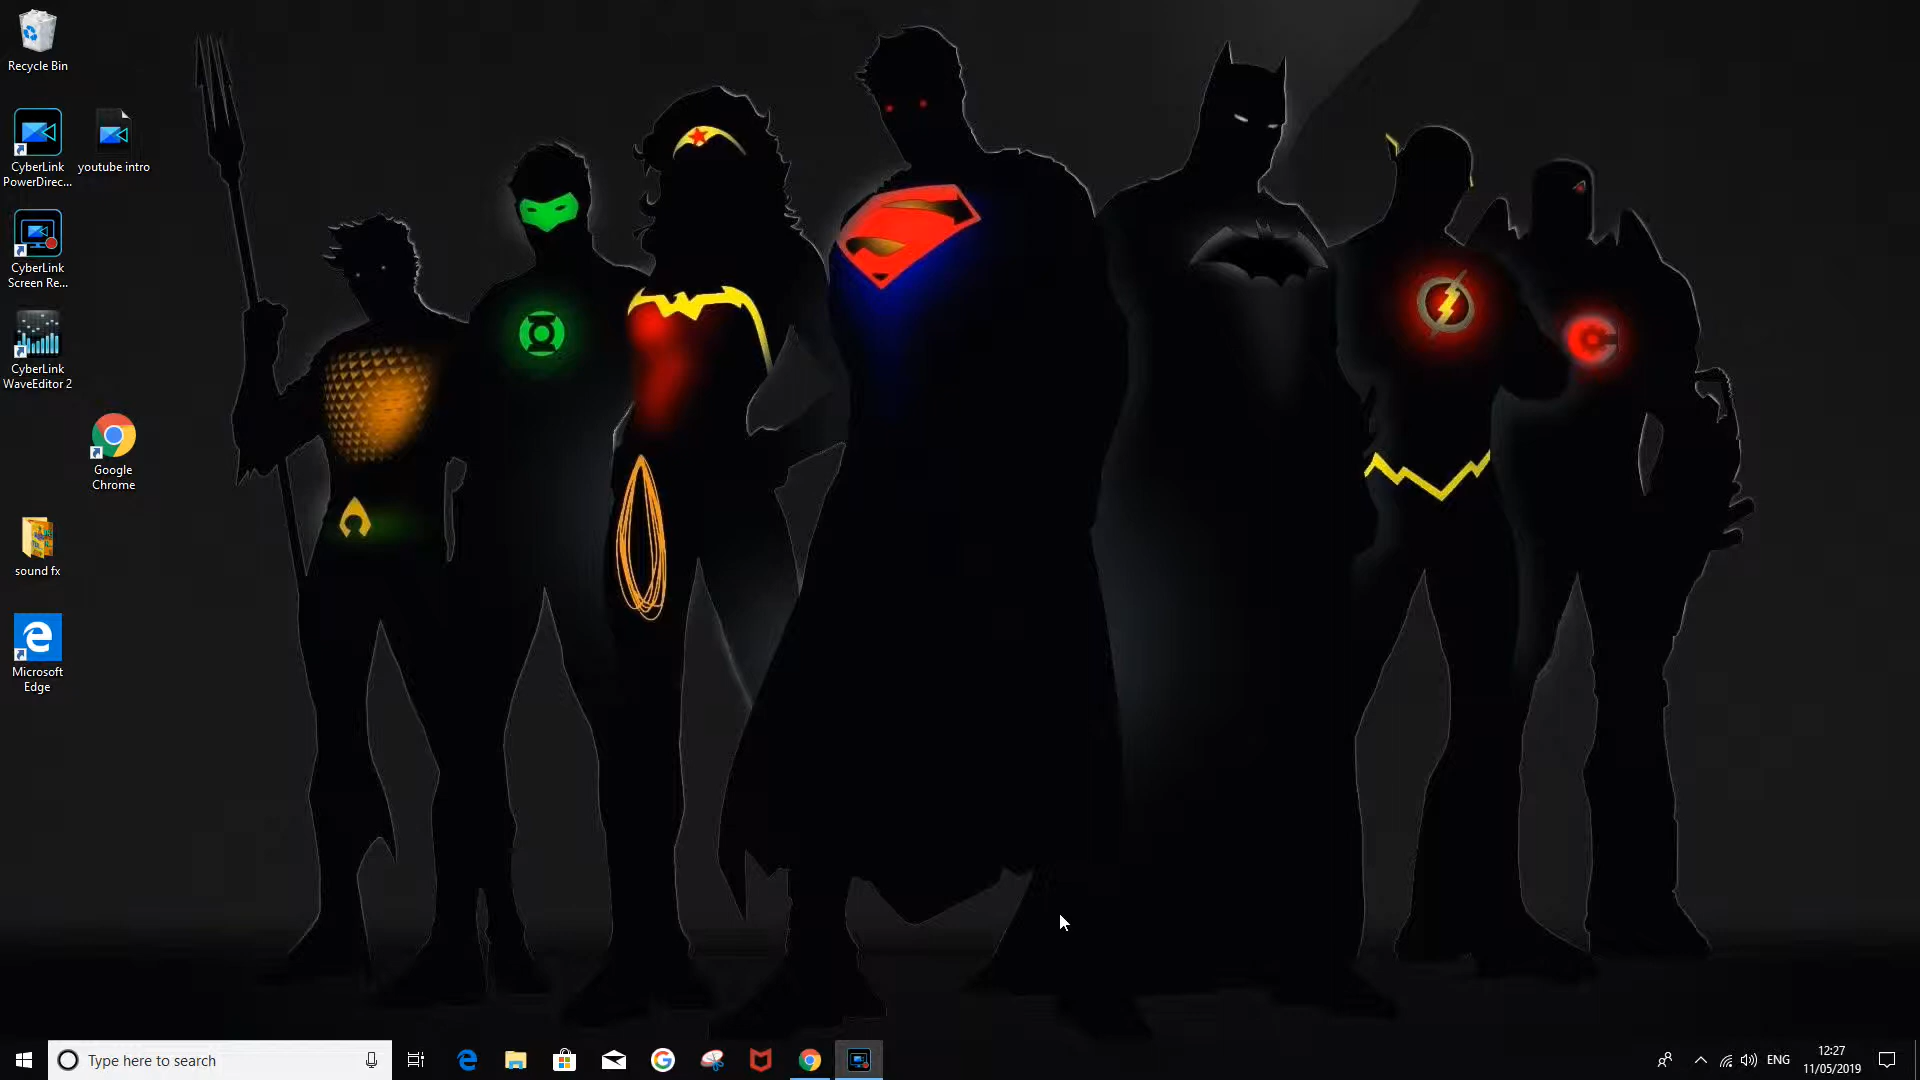 Recycle Bin
CyberLink
PowerDirec...
youtube intro
CyberLink
Screen Re...
CyberLink
WaveEditor 2
Google
Chrome
sound fx
Microsoft
Edge
Type here to search
ENG
12:27
11/05/2019